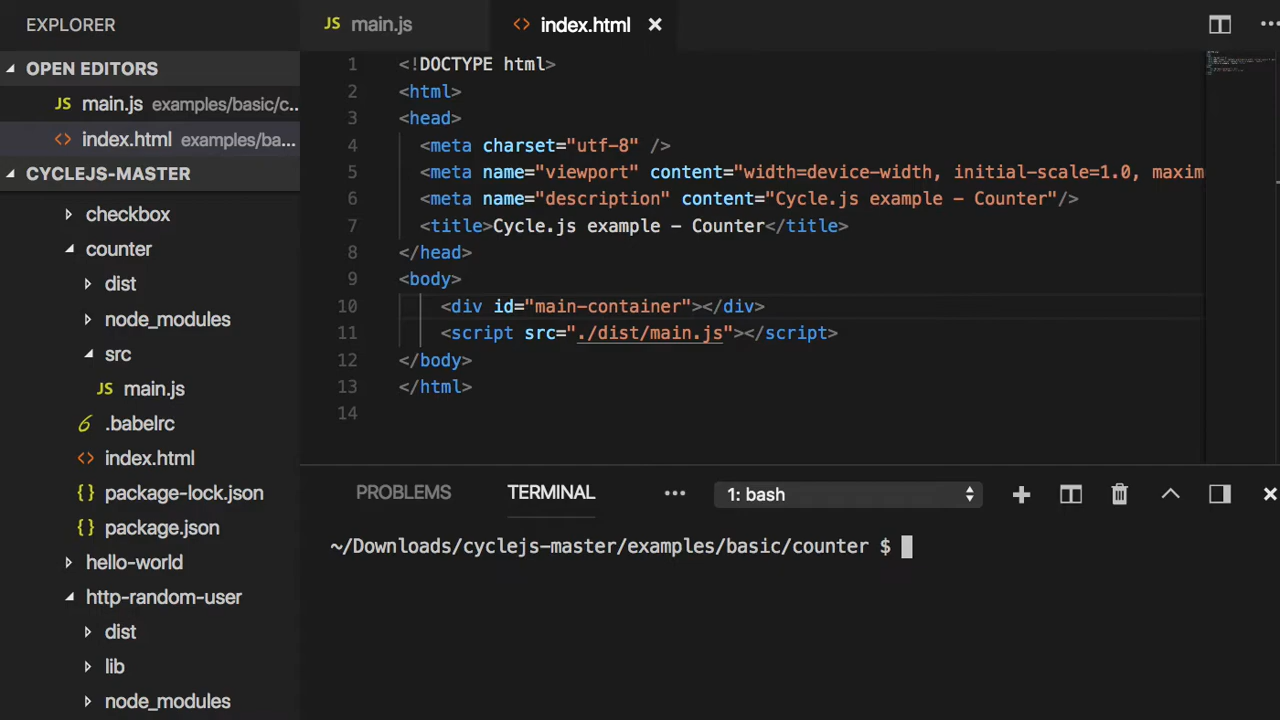 EXPLORER
OPEN EDITORS
JS main.js examples/basic/c...
<> index.html examples/ba...
CYCLEJS-MASTER
checkbox
counter
dist
node_modules
src
JS main.js
.babelrc
<> index.html
{} package-lock.json
{} package.json
hello-world
http-random-user
dist
lib
node_modules
JS main.js
<> index.html ×
1 <!DOCTYPE html>
2 <html>
3 <head>
4 <meta charset="utf-8" />
5 <meta name="viewport" content="width=device-width, initial-scale=1.0, maxim
6 <meta name="description" content="Cycle.js example - Counter"/>
7 <title>Cycle.js example - Counter</title>
8 </head>
9 <body>
10 <div id="main-container"></div>
11 <script src="./dist/main.js"></script>
12 </body>
13 </html>
14
PROBLEMS TERMINAL ... 1: bash
~/Downloads/cyclejs-master/examples/basic/counter $